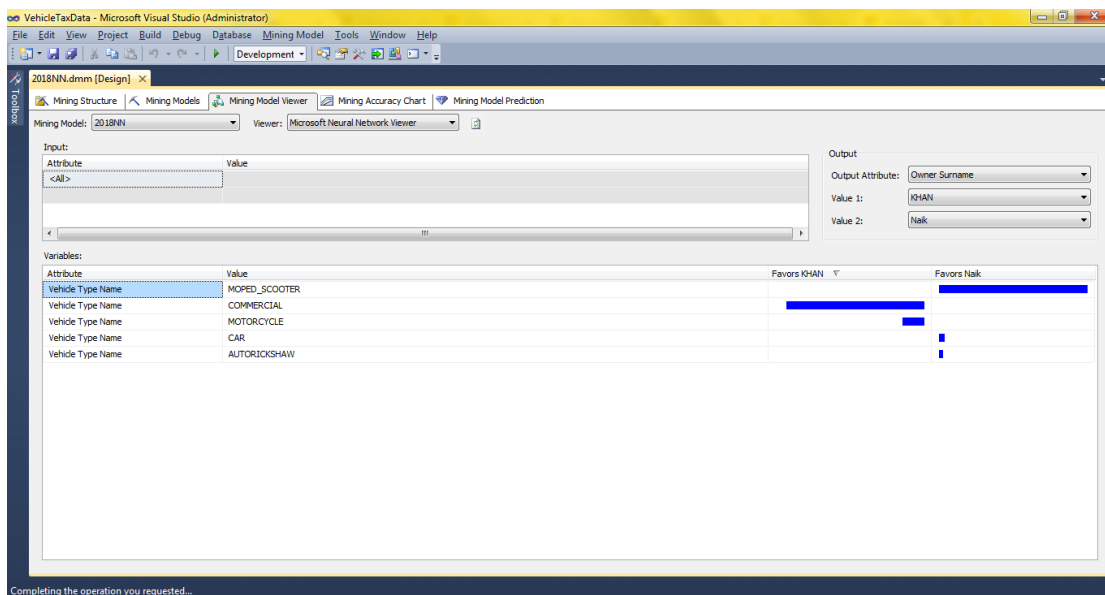 VehicleTaxData - Microsoft Visual Studio (Administrator)
File Edit View Project Build Debug Database Mining Model Tools Window Help
Development
2018NN.dmm [Design]
Toolbox
Mining Structure Mining Models Mining Model Viewer Mining Accuracy Chart Mining Model Prediction
Mining Model: 2018NN Viewer: Microsoft Neural Network Viewer
Input:
Attribute Value
<All>
Output
Output Attribute: Owner Surname
Value 1: KHAN
Value 2: Naik
Variables:
Attribute Value Favors KHAN Favors Naik
Vehicle Type Name MOPED_SCOOTER
Vehicle Type Name COMMERCIAL
Vehicle Type Name MOTORCYCLE
Vehicle Type Name CAR
Vehicle Type Name AUTORICKSHAW
Completing the operation you requested...